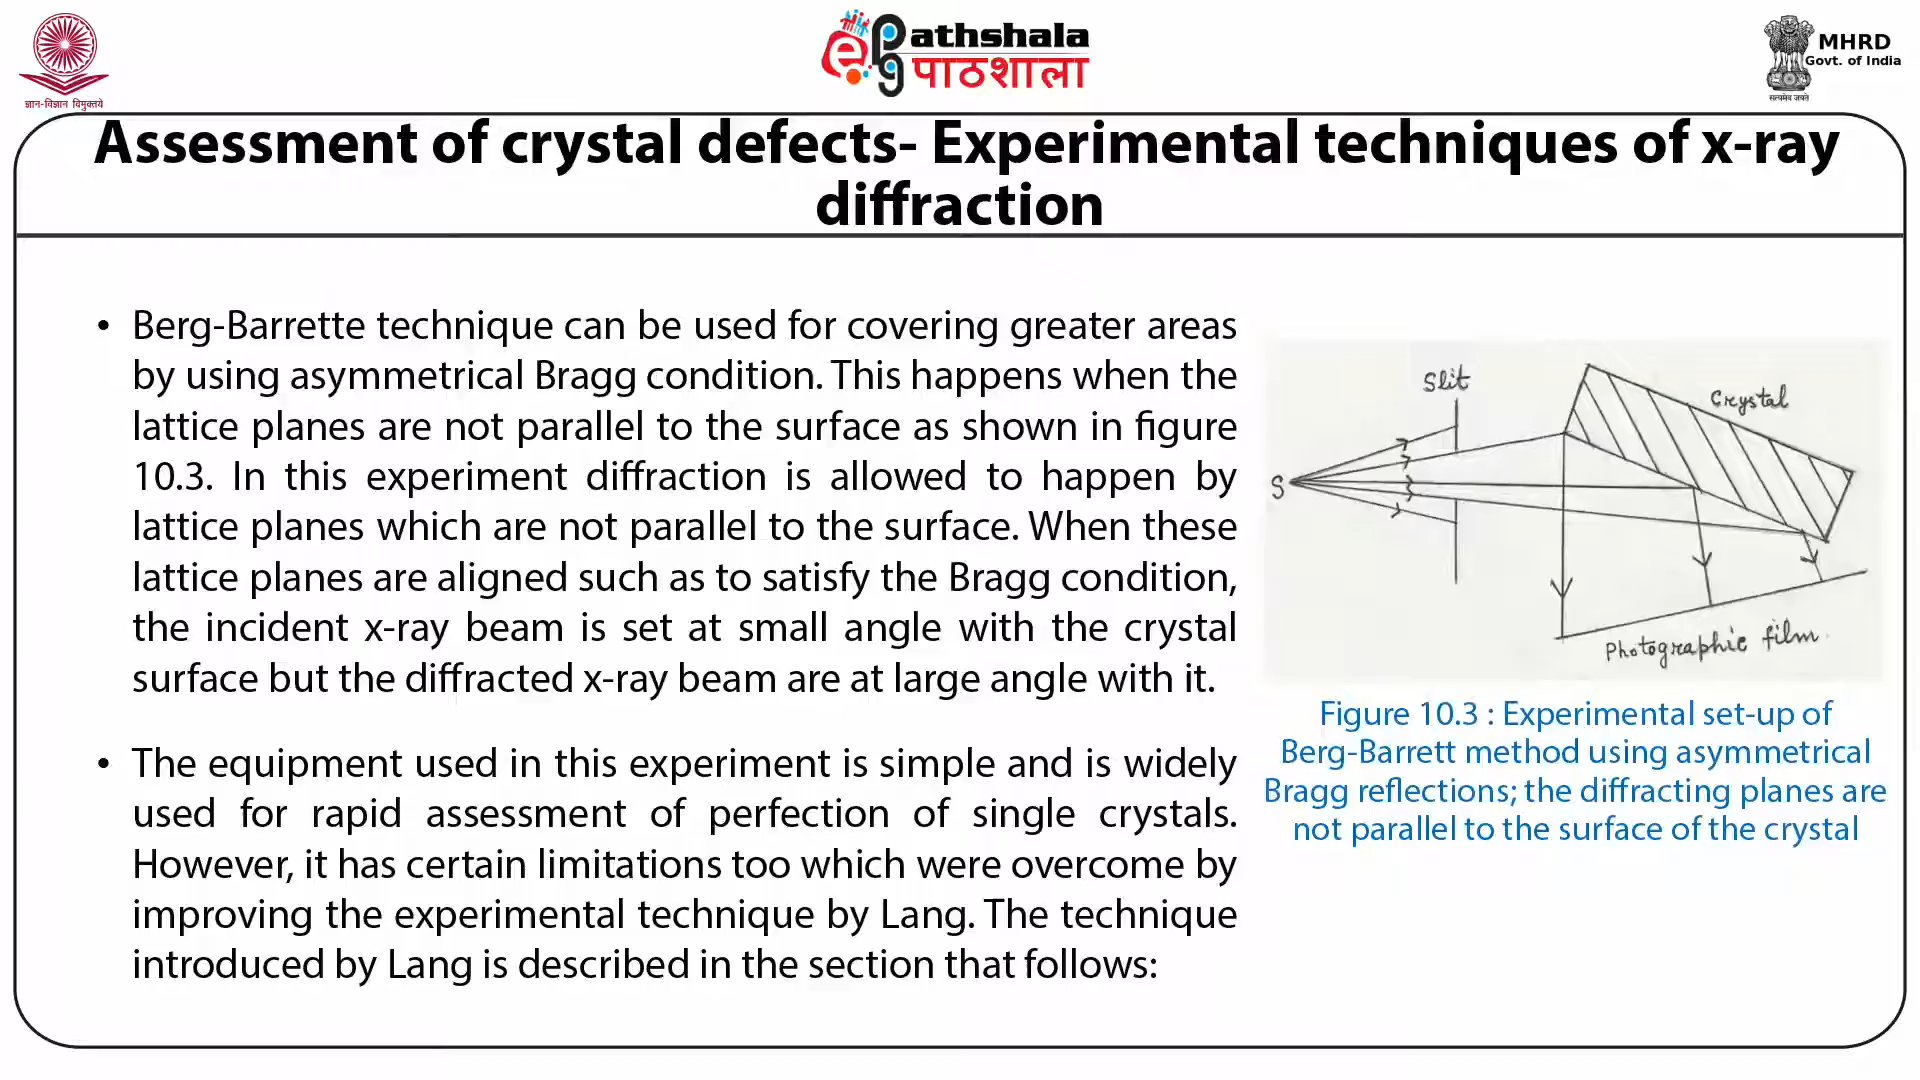 ज्ञान-विज्ञान विमुक्तये
ePathshala
पाठशाला
MHRD
Govt. of India
सत्यमेव जयते
Assessment of crystal defects- Experimental techniques of x-ray
diffraction
• Berg-Barrette technique can be used for covering greater areas
by using asymmetrical Bragg condition. This happens when the
lattice planes are not parallel to the surface as shown in figure
10.3. In this experiment diffraction is allowed to happen by
lattice planes which are not parallel to the surface. When these
lattice planes are aligned such as to satisfy the Bragg condition,
the incident x-ray beam is set at small angle with the crystal
surface but the diffracted x-ray beam are at large angle with it.
• The equipment used in this experiment is simple and is widely
used for rapid assessment of perfection of single crystals.
However, it has certain limitations too which were overcome by
improving the experimental technique by Lang. The technique
introduced by Lang is described in the section that follows:
Slit
Crystal
S
Photographic film.
Figure 10.3 : Experimental set-up of
Berg-Barrett method using asymmetrical
Bragg reflections; the diffracting planes are
not parallel to the surface of the crystal